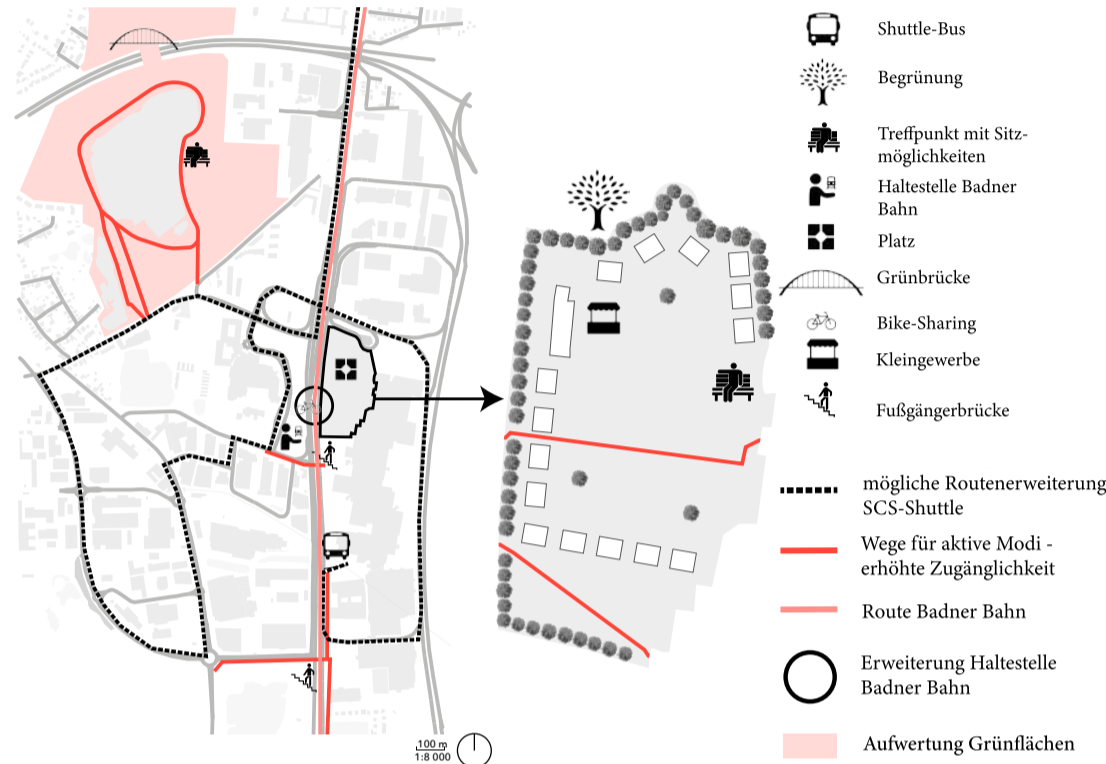 Shuttle-Bus
Begrünung
Treffpunkt mit Sitz-
möglichkeiten
Haltestelle Badner
Bahn
Platz
Grünbrücke
Bike-Sharing
Kleingewerbe
Fußgängerbrücke
mögliche Routenerweiterung
SCS-Shuttle
Wege für aktive Modi -
erhöhte Zugänglichkeit
Route Badner Bahn
Erweiterung Haltestelle
Badner Bahn
Aufwertung Grünflächen
100 m
1:8 000